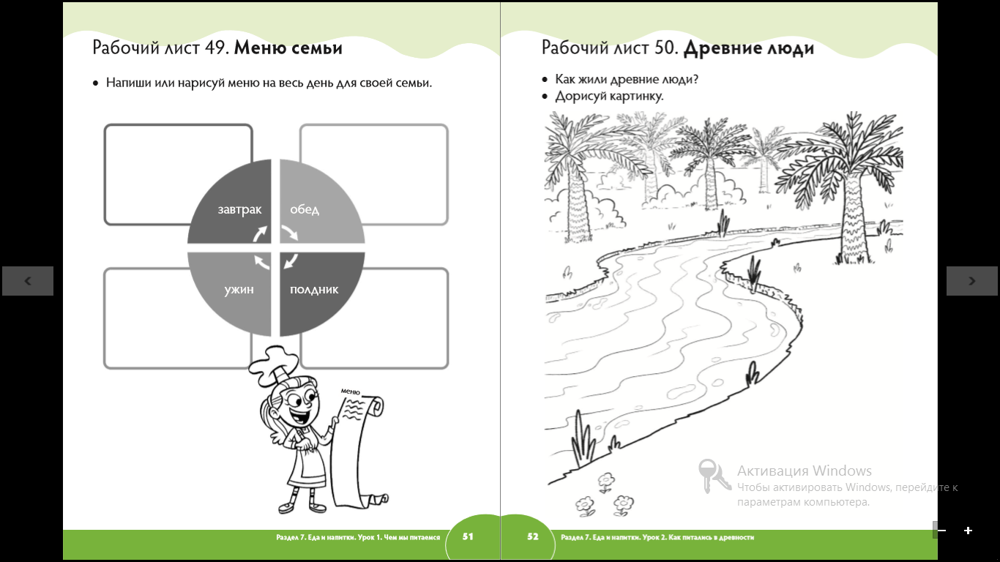 Рабочий лист 49. Меню семьи
• Напиши или нарисуй меню на весь день для своей семьи.
завтрак
обед
ужин
полдник
меню
Раздел 7. Еда и напитки. Урок 1. Чем мы питаемся
51
Рабочий лист 50. Древние люди
• Как жили древние люди?
• Дорисуй картинку.
52
Раздел 7. Еда и напитки. Урок 2. Как питались в древности
Активация Windows
Чтобы активировать Windows, перейдите к
параметрам компьютера.